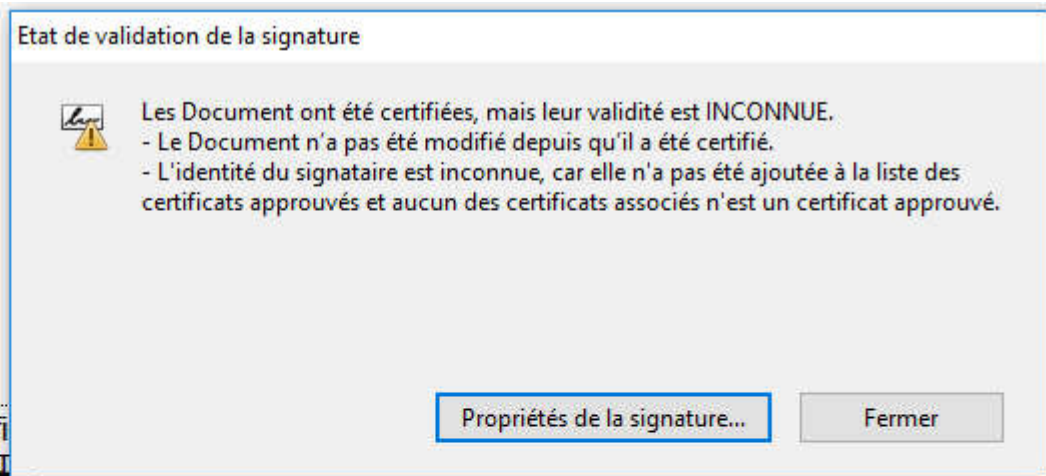 Etat de validation de la signature
Les Document ont été certifiées, mais leur validité est INCONNUE.
- Le Document n'a pas été modifié depuis qu'il a été certifié.
- L'identité du signataire est inconnue, car elle n'a pas été ajoutée à la liste des
certificats approuvés et aucun des certificats associés n'est un certificat approuvé.
Propriétés de la signature...
Fermer